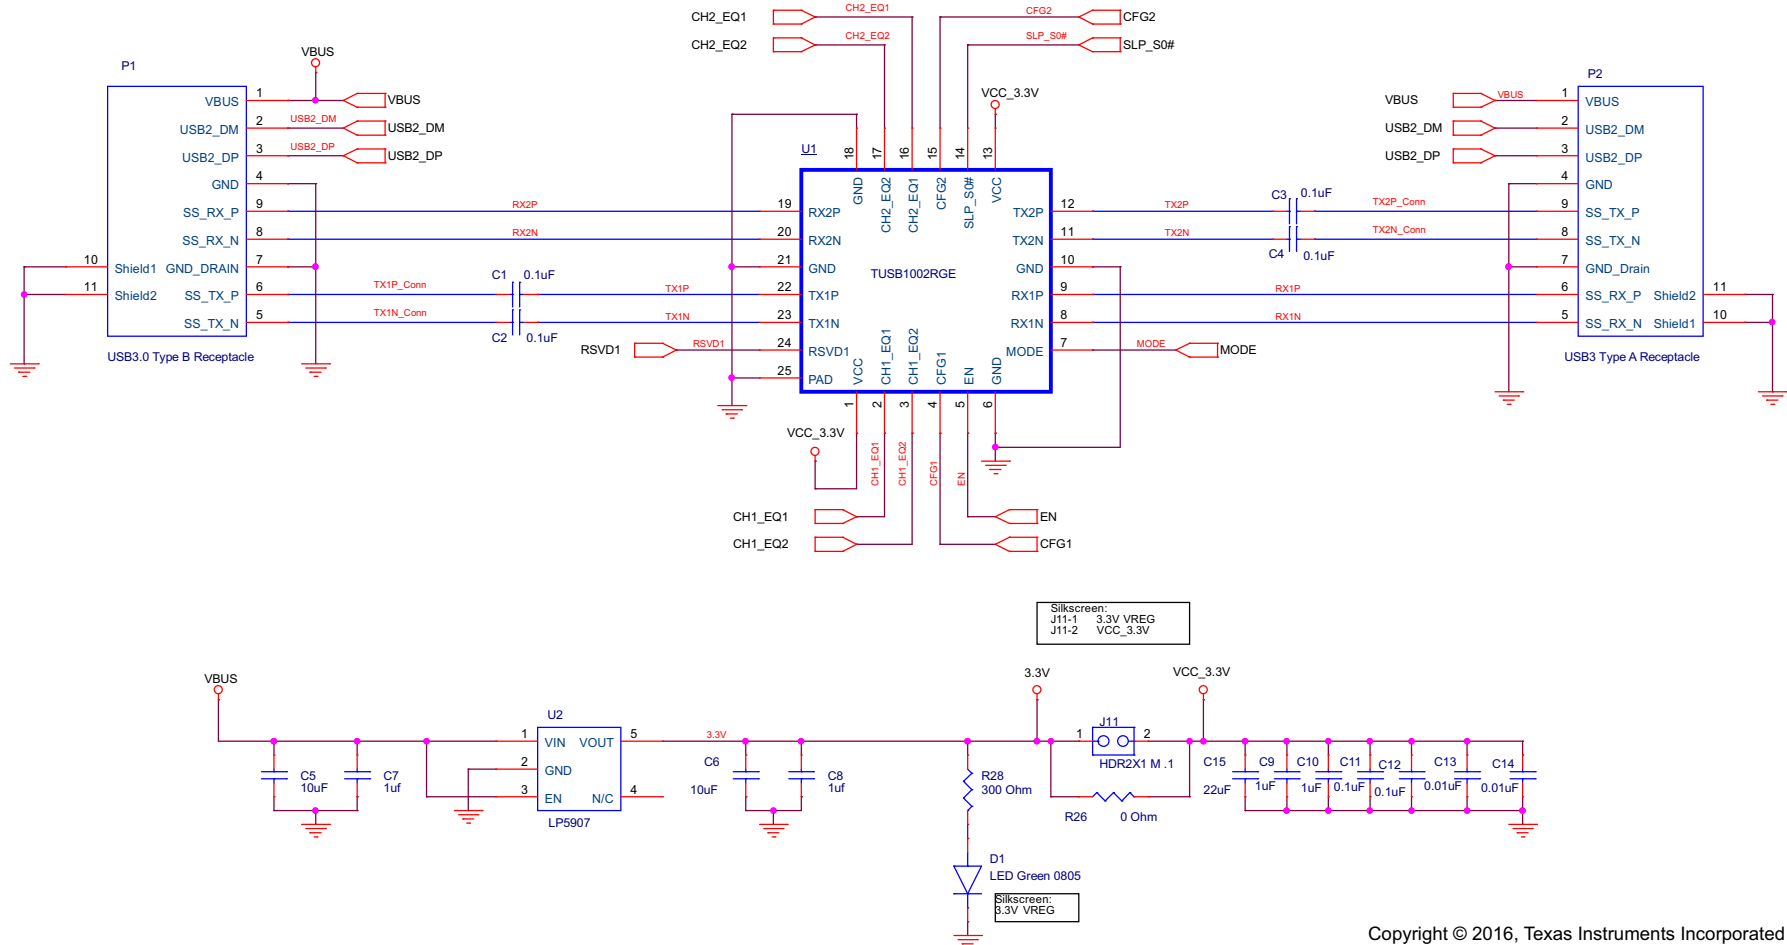 CH2_EQ1
CH2_EQ1
CFG2
CFG2
CH2_EQ2
CH2_EQ2
SLP_S0#
SLP_S0#
P1
VBUS
VBUS
1
VBUS
USB2_DM
2
USB2_DM
USB2_DM
USB2_DP
3
USB2_DP
USB2_DP
GND
4
SS_RX_P
9
SS_RX_N
8
GND_DRAIN
7
SS_TX_P
6
SS_TX_N
5
10
Shield1
11
Shield2
USB3.0 Type B Receptacle
RX2P
RX2N
TX1P_Conn
C1
0.1uF
TX1P
TX1N_Conn
C2
0.1uF
TX1N
RSVD1
RSVD1
VCC_3.3V
U1
18
17
16
15
14
13
GND
CH2_EQ2
CH2_EQ1
CFG2
SLP_S0#
VCC
19
RX2P
20
RX2N
21
GND
22
TX1P
23
TX1N
24
RSVD1
25
PAD
TUSB1002RGE
TX2P
12
TX2N
11
GND
10
RX1P
9
RX1N
8
MODE
7
VCC
CH1_EQ1
CH1_EQ2
CFG1
EN
GND
1
2
3
4
5
6
VCC_3.3V
CH1_EQ1
CH1_EQ2
CFG1
EN
CH1_EQ1
EN
CH1_EQ2
CFG1
MODE
MODE
TX2P
C3
0.1uF
TX2P_Conn
TX2N
C4
0.1uF
TX2N_Conn
RX1P
RX1N
P2
VBUS
VBUS
1
VBUS
USB2_DM
2
USB2_DM
USB2_DP
3
USB2_DP
4
GND
9
SS_TX_P
8
SS_TX_N
7
GND_Drain
6
SS_RX_P
Shield2
11
5
SS_RX_N
Shield1
10
USB3 Type A Receptacle
Silkscreen:
J11-1 3.3V VREG
J11-2 VCC_3.3V
VBUS
3.3V
VCC_3.3V
U2
1
VIN
VOUT
5
3.3V
2
GND
3
EN
N/C
4
LP5907
C5
10uF
C7
1uf
C6
10uF
C8
1uf
R28
300 Ohm
J11
1
2
HDR2X1 M .1
R26
0 Ohm
C15
22uF
C9
1uF
C10
1uF
C11
0.1uF
C12
0.1uF
C13
0.01uF
C14
0.01uF
D1
LED Green 0805
Silkscreen:
3.3V VREG
Copyright © 2016, Texas Instruments Incorporated